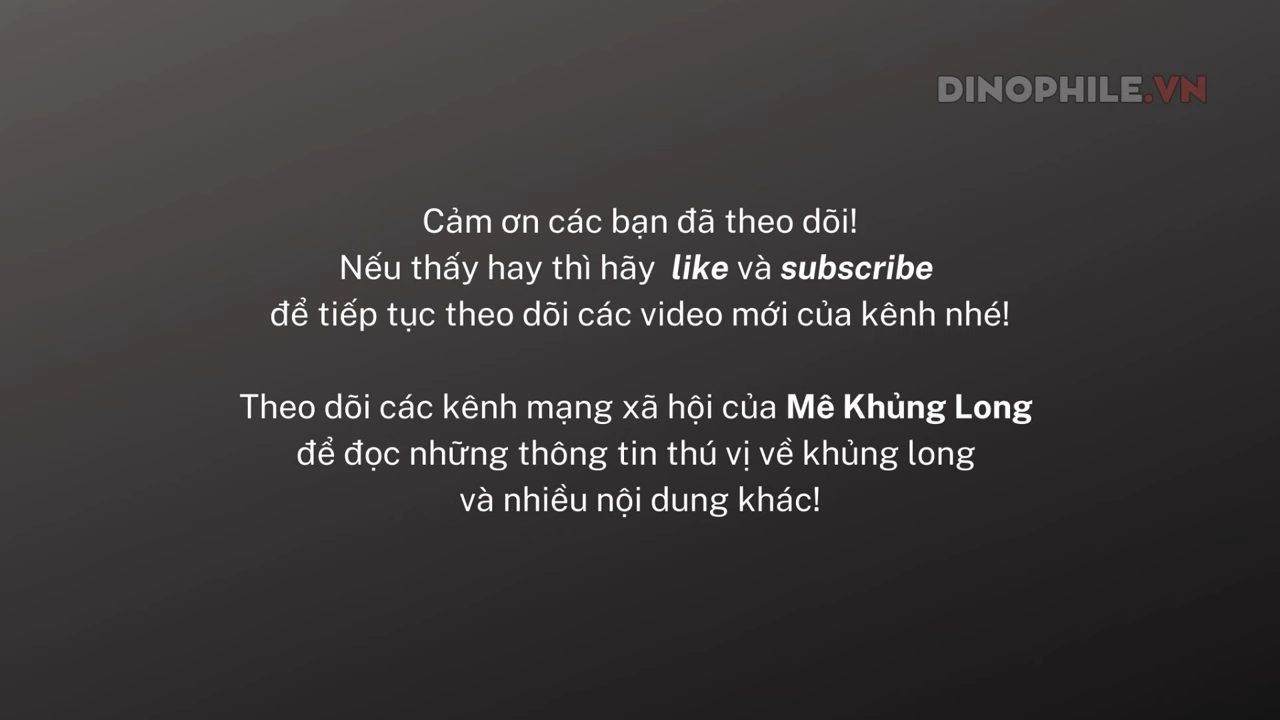 DINOPHILE.VN
Cảm ơn các bạn đã theo dõi!
Nếu thấy hay thì hãy like và subscribe
để tiếp tục theo dõi các video mới của kênh nhé!
Theo dõi các kênh mạng xã hội của Mê Khủng Long
để đọc những thông tin thú vị về khủng long
và nhiều nội dung khác!